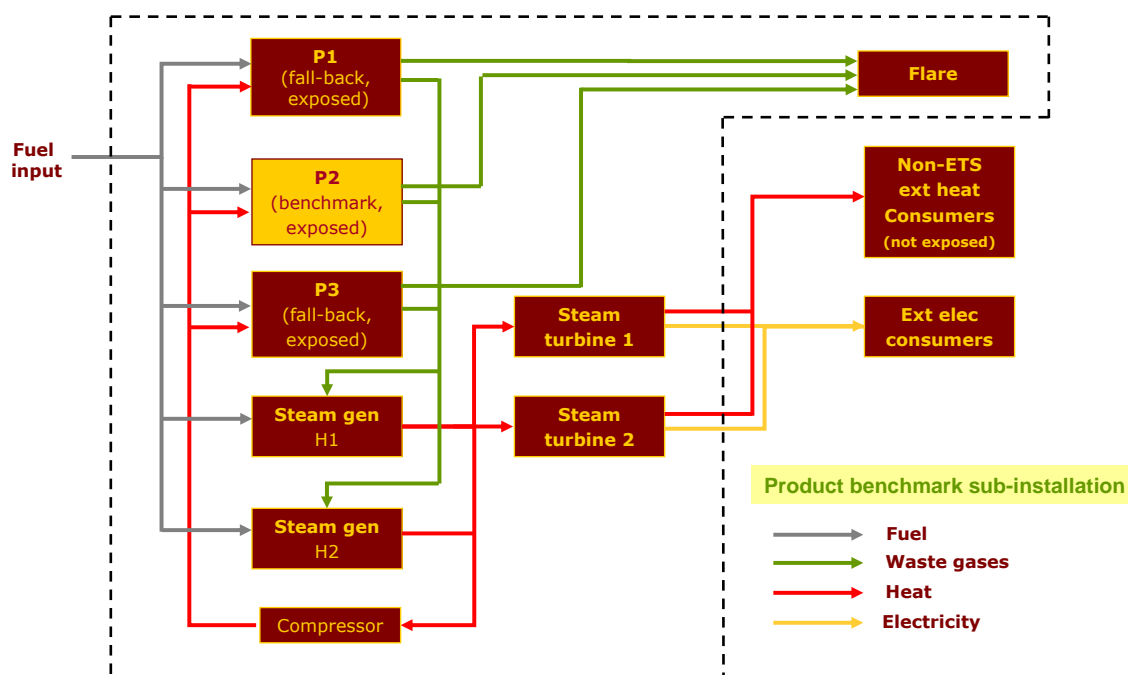 P1
(fall-back,
exposed)
Flare
Fuel
input
P2
(benchmark,
exposed)
Non-ETS
ext heat
Consumers
(not exposed)
P3
(fall-back,
exposed)
Steam
turbine 1
Ext elec
consumers
Steam gen
H1
Steam
turbine 2
Product benchmark sub-installation
Steam gen
H2
Fuel
Waste gases
Heat
Electricity
Compressor